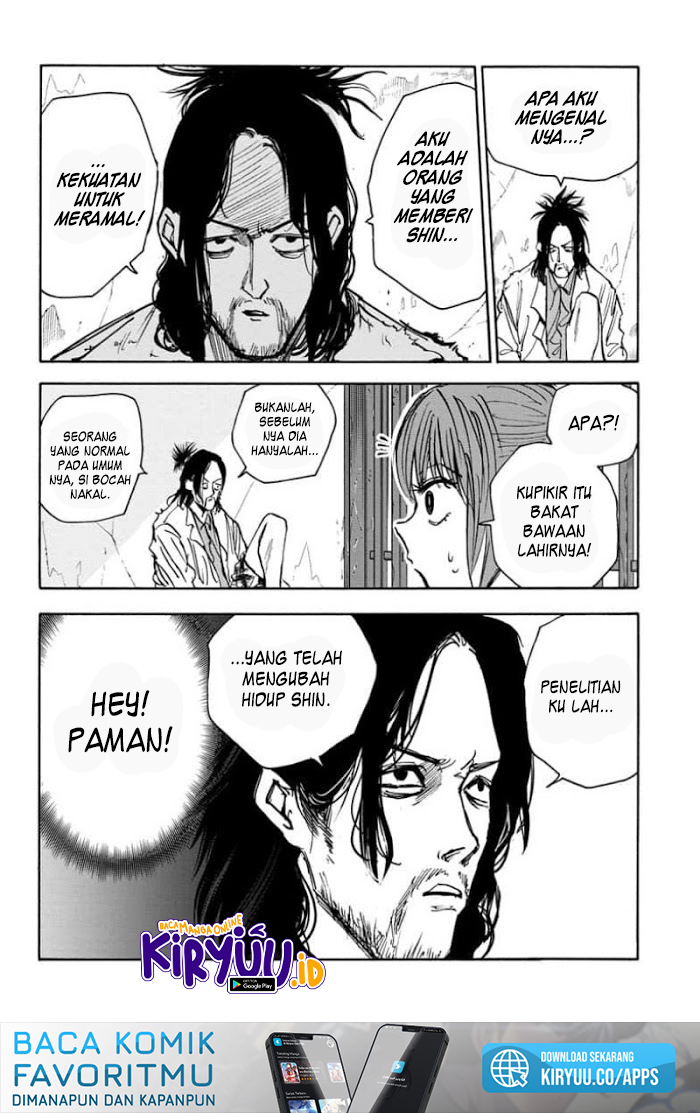 APA AKU
MENGENAL
NYA...?
AKU
ADALAH
ORANG
YANG
MEMBERI
SHIN...
...
KEKUATAN
UNTUK
MERAMAL!
APA?!
KUPIKIR ITU
BAKAT
BAWAAN
LAHIRNYA!
BUKANLAH,
SEBELUM
NYA DIA
HANYALAH...
SEORANG
YANG NORMAL
PADA UMUM
NYA, SI BOCAH
NAKAL.
PENELITIAN
KU LAH...
...YANG TELAH
MENGUBAH
HIDUP SHIN.
HEY!
PAMAN!
BACA MANGA ONLINE
KIRYUU.ID
Google Play
BACA KOMIK
FAVORITMU
DIMANAPUN DAN KAPANPUN
DOWNLOAD SEKARANG
KIRYUU.CO/APPS